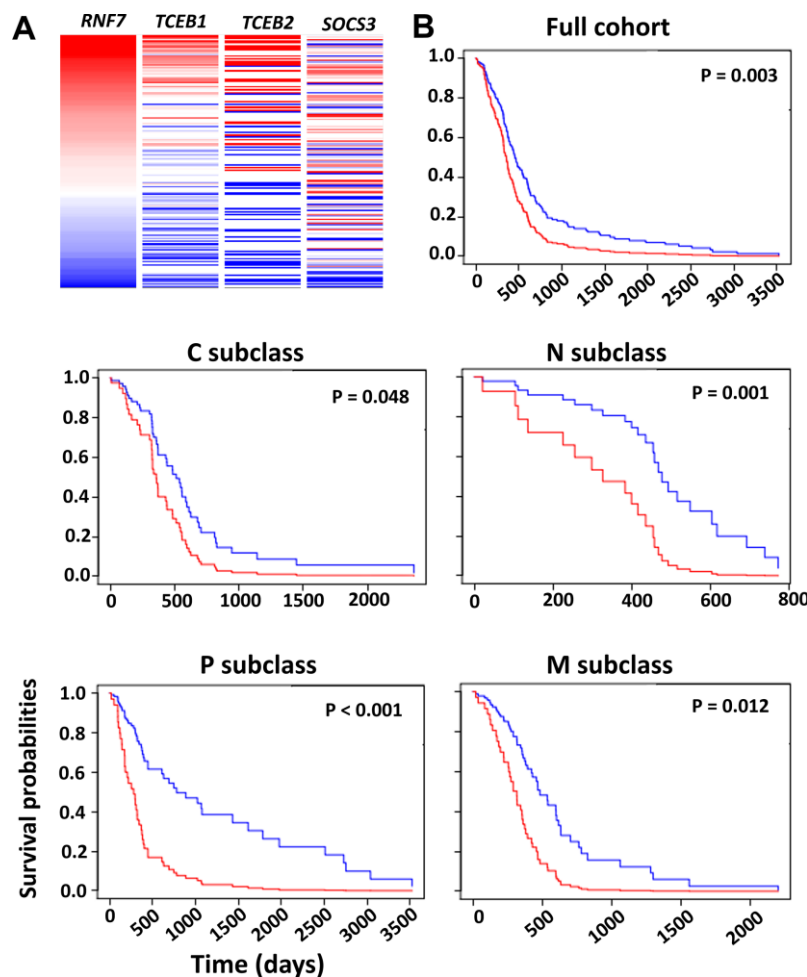 A
RNF7 TCEB1 TCEB2 SOCS3
B
Full cohort
P = 0.003
1.0
0.8
0.6
0.4
0.2
0.0
0 500 1000 1500 2000 2500 3000 3500
C subclass
P = 0.048
1.0
0.8
0.6
0.4
0.2
0.0
0 500 1000 1500 2000
N subclass
P = 0.001
0 200 400 600 800
P subclass
P < 0.001
1.0
0.8
0.6
0.4
0.2
0.0
0 500 1000 1500 2000 2500 3000 3500
M subclass
P = 0.012
0 500 1000 1500 2000
Survival probabilities
Time (days)